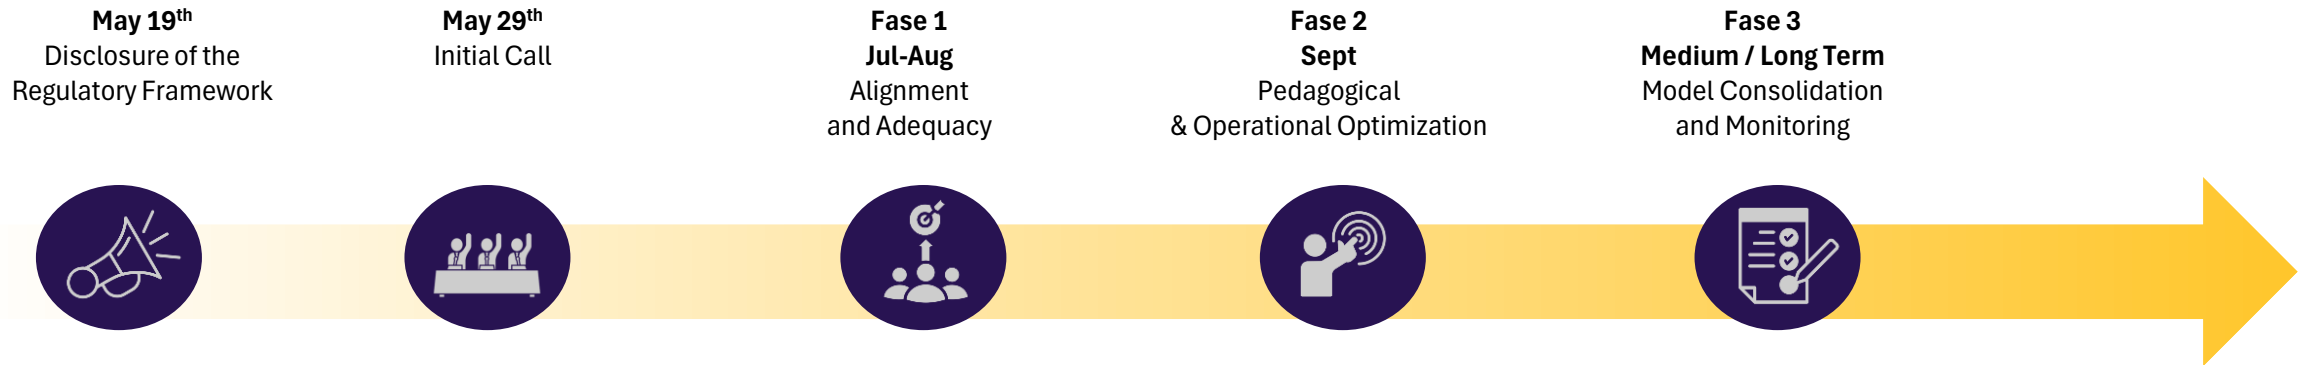 May 19th
Disclosure of the
Regulatory Framework
May 29th
Initial Call
Fase 1
Jul-Aug
Alignment
and Adequacy
Fase 2
Sept
Pedagogical
& Operational Optimization
Fase 3
Medium / Long Term
Model Consolidation
and Monitoring